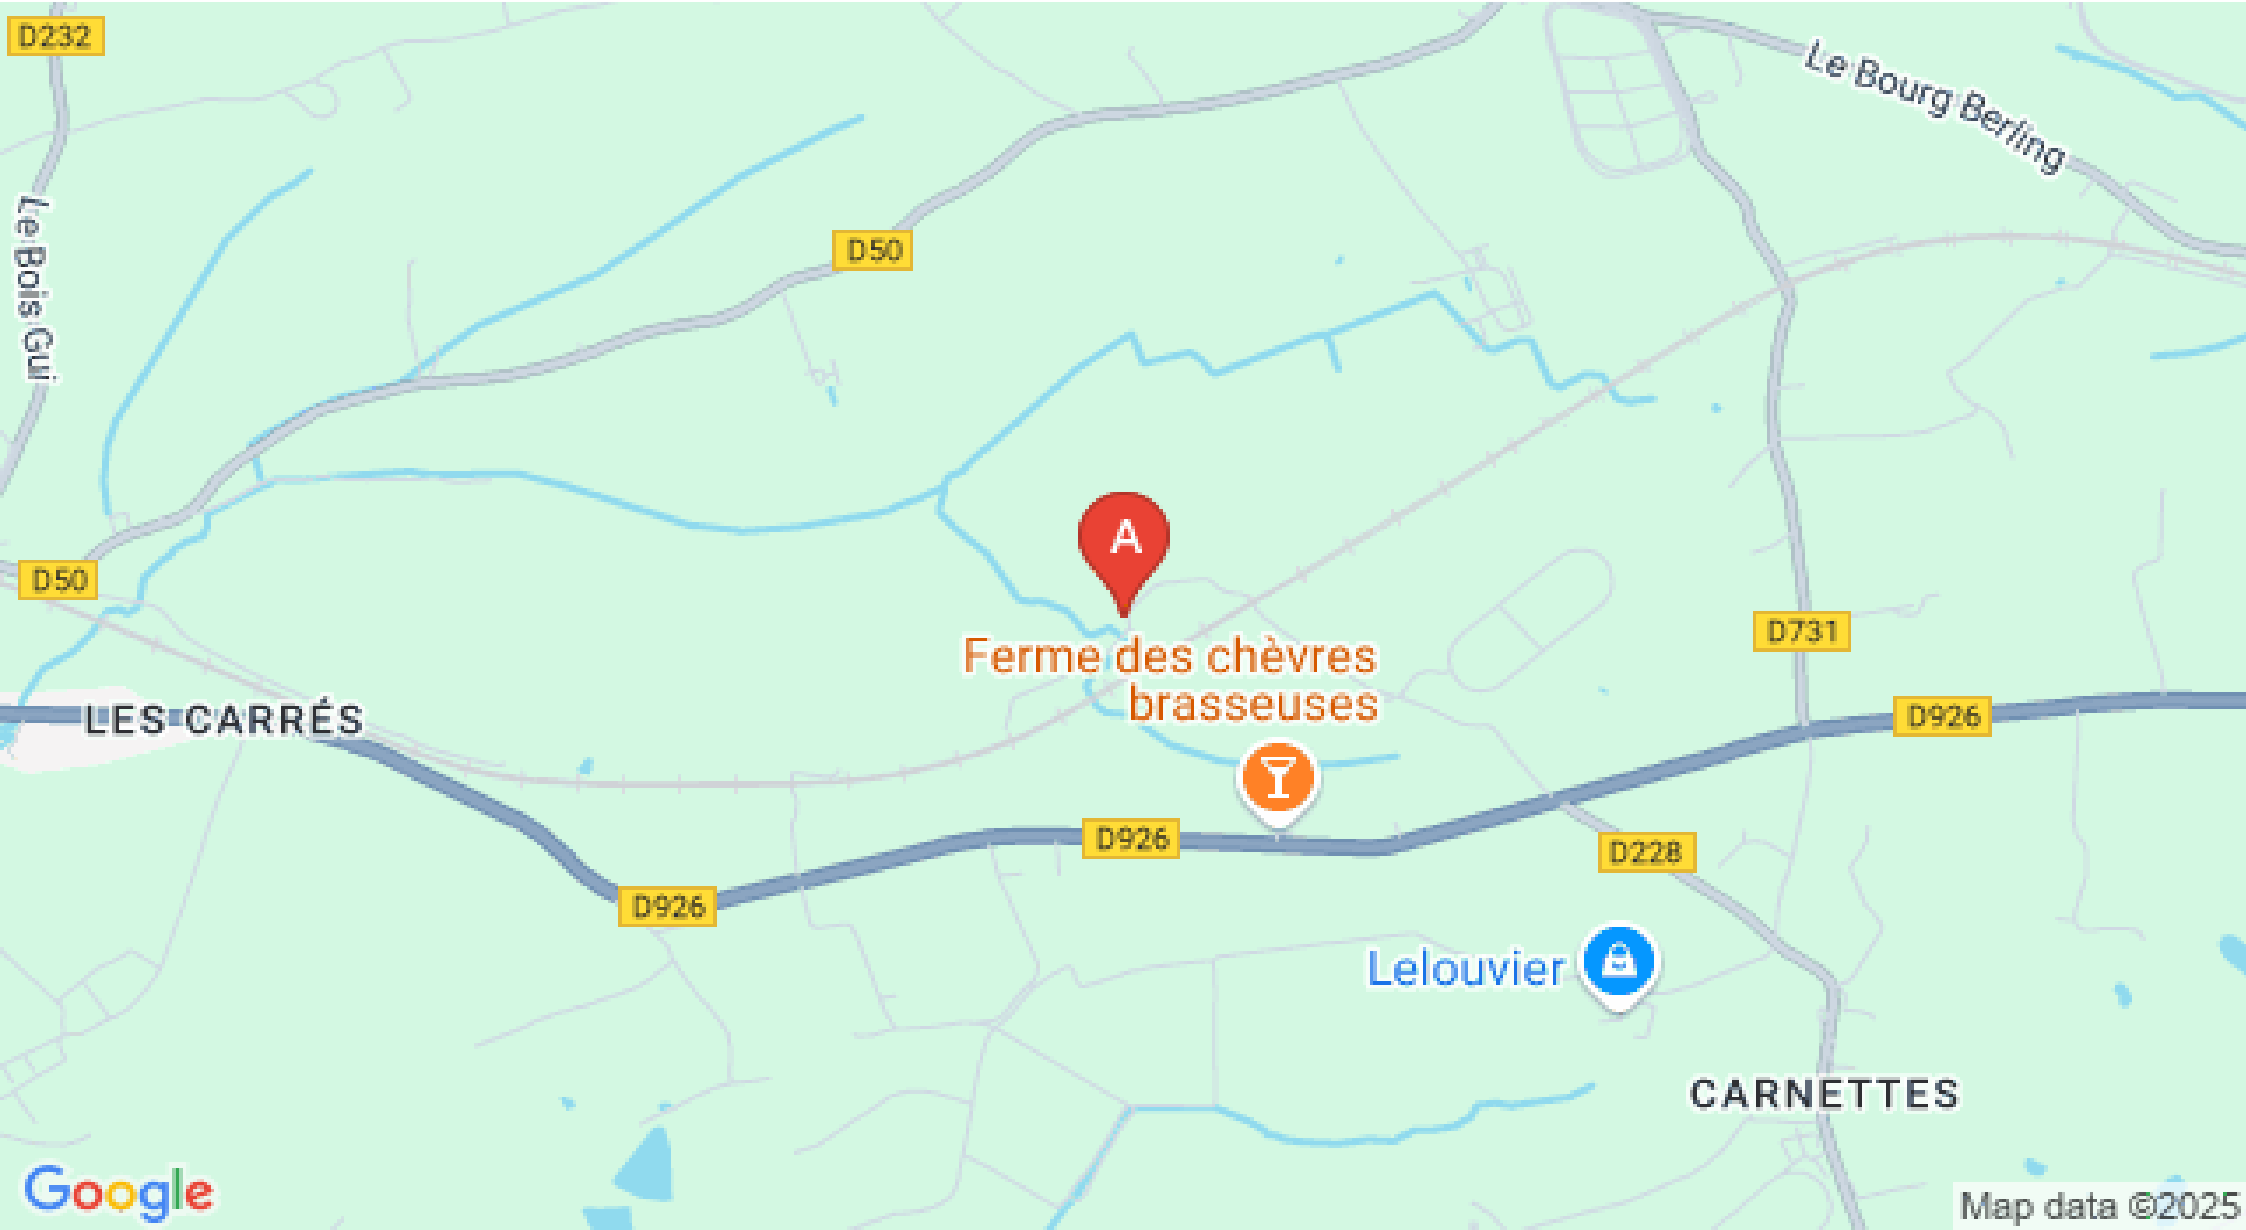 D232
Le Bourg Berling
Le Bois Gui
D50
A
D50
Ferme des chèvres
brasseuses
D731
LES CARRÉS
D926
D926
D228
D926
Lelouvier
CARNETTES
Google
Map data ©2025